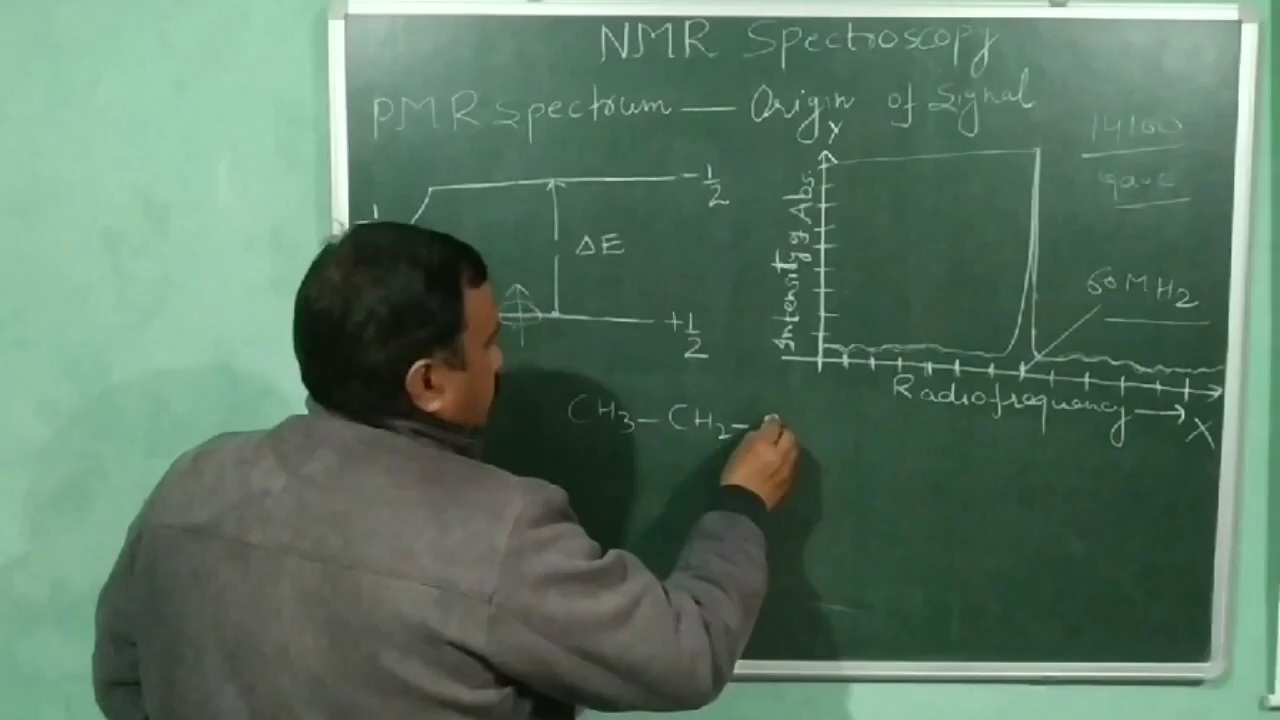 NMR Spectroscopy
PMR Spectrum — Origin of Signal
Y
14100
- 1/2
Intensity of Abs.
ΔE
60 MHz
+ 1/2
Radiofrequency →
X
CH3 - CH2 -